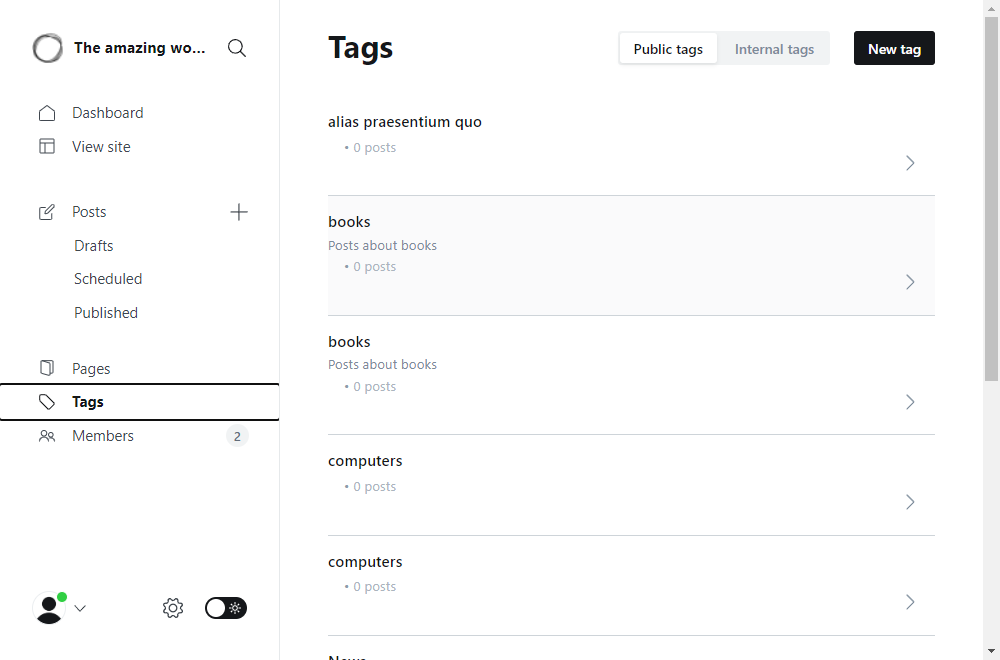 The amazing wo...
Dashboard
View site
Posts
Drafts
Scheduled
Published
Pages
Tags
Members 2
Tags
Public tags Internal tags New tag
alias praesentium quo
• 0 posts
books
Posts about books
• 0 posts
books
Posts about books
• 0 posts
computers
• 0 posts
computers
• 0 posts
News